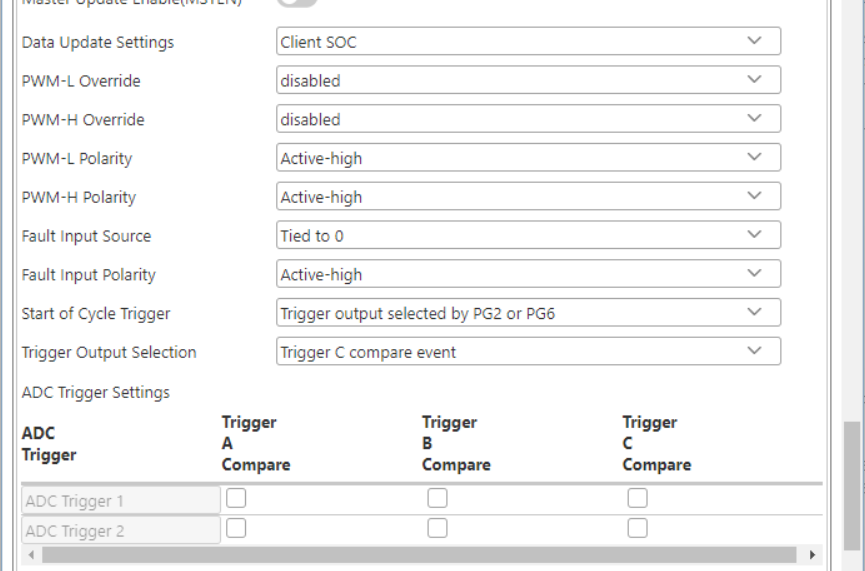 Master Update Enable(MSTEN)
Data Update Settings Client SOC
PWM-L Override disabled
PWM-H Override disabled
PWM-L Polarity Active-high
PWM-H Polarity Active-high
Fault Input Source Tied to 0
Fault Input Polarity Active-high
Start of Cycle Trigger Trigger output selected by PG2 or PG6
Trigger Output Selection Trigger C compare event
ADC Trigger Settings
ADC
Trigger
Trigger
A
Compare
Trigger
B
Compare
Trigger
C
Compare
ADC Trigger 1
ADC Trigger 2